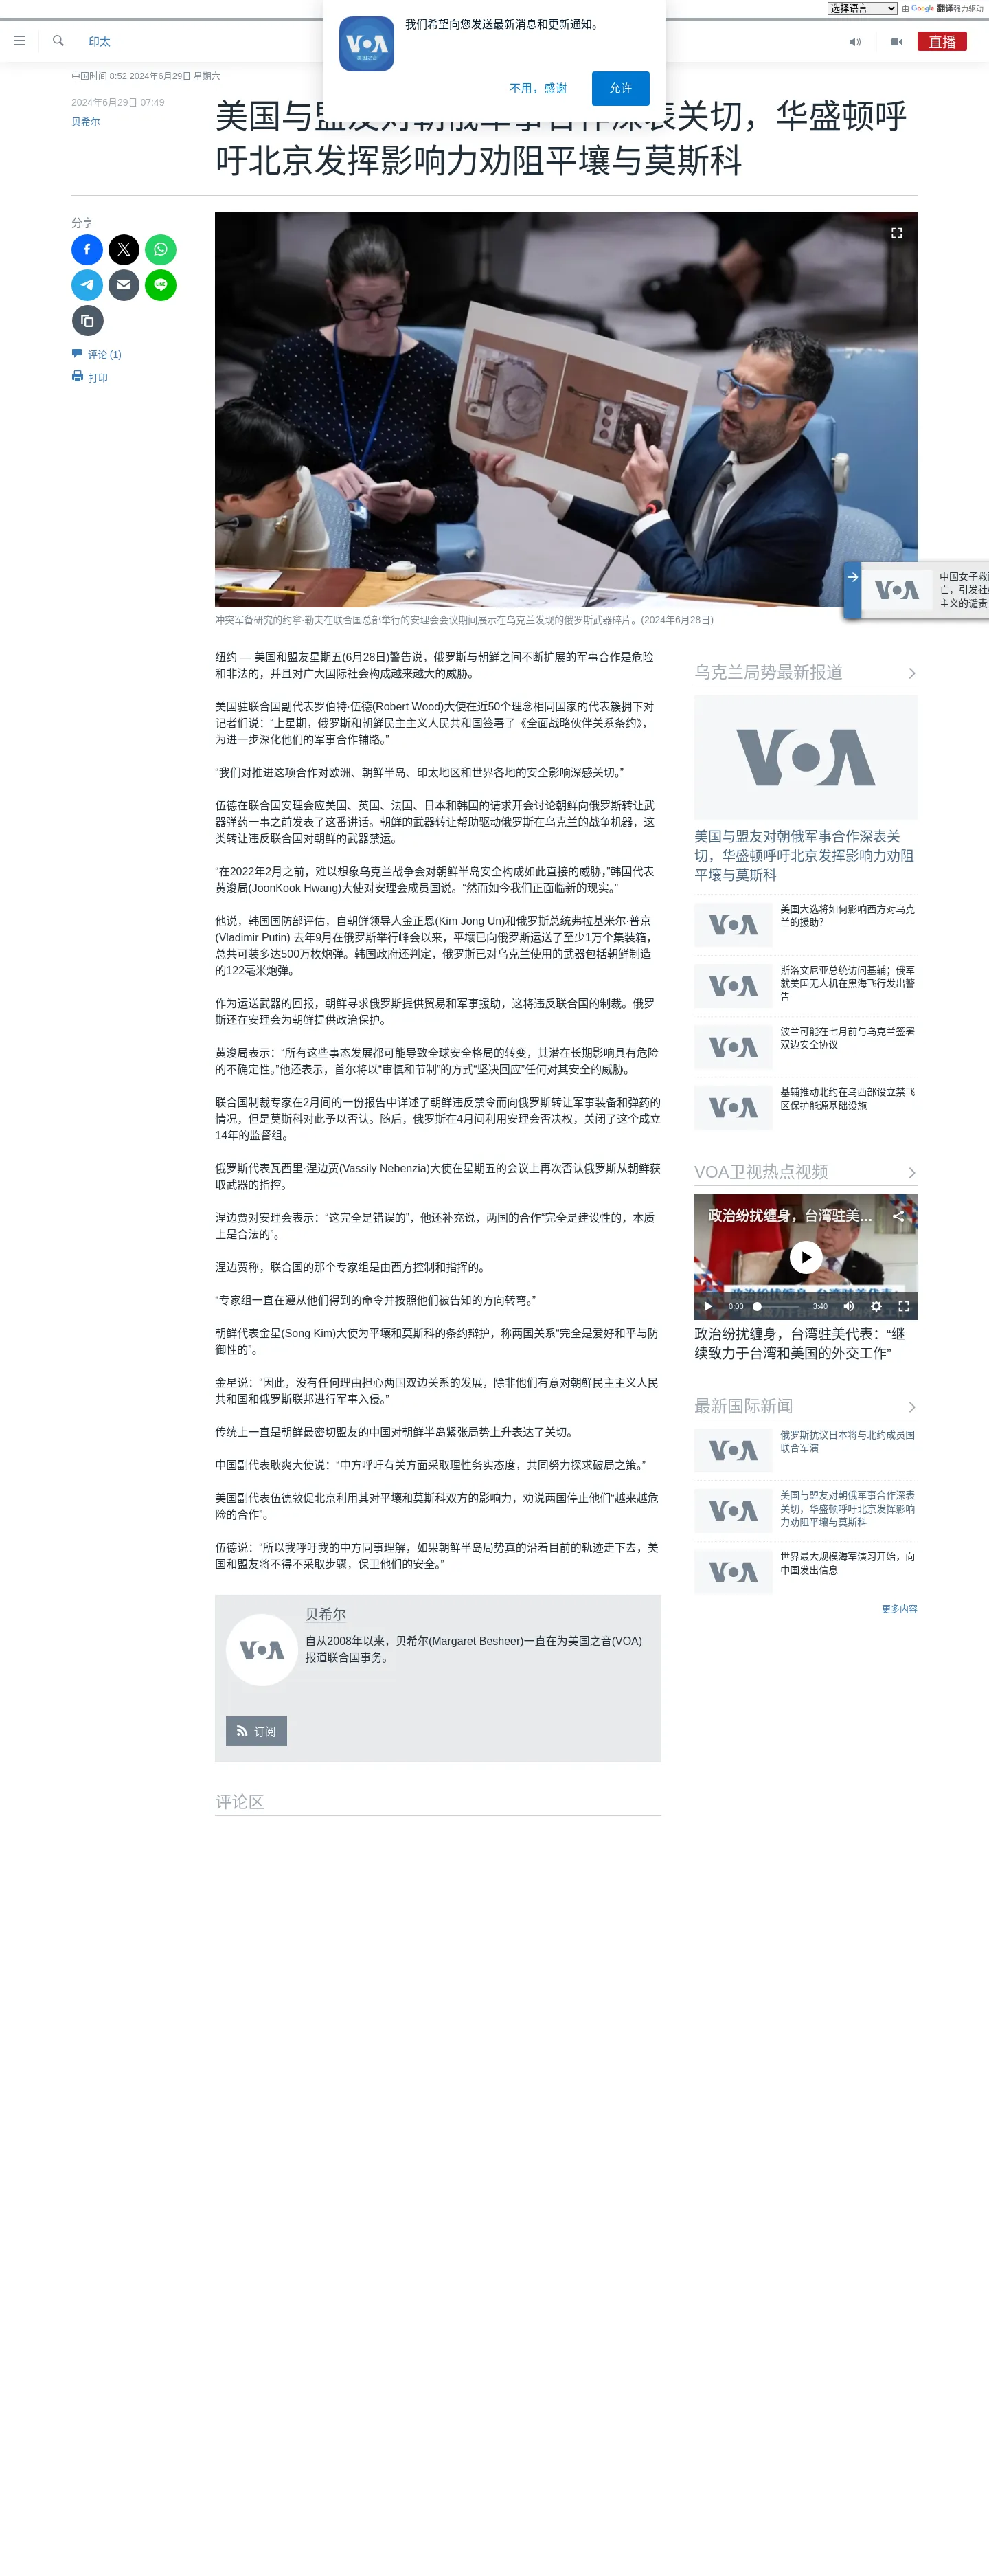 选择语言 由 Google 翻译强力驱动
印太
直播
VOA
美国之音
我们希望向您发送最新消息和更新通知。
不用，感谢
允许
中国时间 8:52 2024年6月29日 星期六
2024年6月29日 07:49
贝希尔
华盛顿呼
吁北京发挥影响力劝阻平壤与莫斯科
分享
LINE
评论 (1)
打印
冲突军备研究的约拿·勒夫在联合国总部举行的安理会会议期间展示在乌克兰发现的俄罗斯武器碎片。(2024年6月28日)
VOA
中国女子救
亡，引发社
主义的谴责
纽约 — 美国和盟友星期五(6月28日)警告说，俄罗斯与朝鲜之间不断扩展的军事合作是危险
和非法的，并且对广大国际社会构成越来越大的威胁。
美国驻联合国副代表罗伯特·伍德(Robert Wood)大使在近50个理念相同国家的代表簇拥下对
记者们说：“上星期，俄罗斯和朝鲜民主主义人民共和国签署了《全面战略伙伴关系条约》，
为进一步深化他们的军事合作铺路。”
“我们对推进这项合作对欧洲、朝鲜半岛、印太地区和世界各地的安全影响深感关切。”
伍德在联合国安理会应美国、英国、法国、日本和韩国的请求开会讨论朝鲜向俄罗斯转让武
器弹药一事之前发表了这番讲话。朝鲜的武器转让帮助驱动俄罗斯在乌克兰的战争机器，这
类转让违反联合国对朝鲜的武器禁运。
“在2022年2月之前，难以想象乌克兰战争会对朝鲜半岛安全构成如此直接的威胁，”韩国代表
黄浚局(JoonKook Hwang)大使对安理会成员国说。“然而如今我们正面临新的现实。”
他说，韩国国防部评估，自朝鲜领导人金正恩(Kim Jong Un)和俄罗斯总统弗拉基米尔·普京
(Vladimir Putin) 去年9月在俄罗斯举行峰会以来，平壤已向俄罗斯运送了至少1万个集装箱，
总共可装多达500万枚炮弹。韩国政府还判定，俄罗斯已对乌克兰使用的武器包括朝鲜制造
的122毫米炮弹。
作为运送武器的回报，朝鲜寻求俄罗斯提供贸易和军事援助，这将违反联合国的制裁。俄罗
斯还在安理会为朝鲜提供政治保护。
黄浚局表示：“所有这些事态发展都可能导致全球安全格局的转变，其潜在长期影响具有危险
的不确定性。”他还表示，首尔将以“审慎和节制”的方式“坚决回应”任何对其安全的威胁。
联合国制裁专家在2月间的一份报告中详述了朝鲜违反禁令而向俄罗斯转让军事装备和弹药的
情况，但是莫斯科对此予以否认。随后，俄罗斯在4月间利用安理会否决权，关闭了这个成立
14年的监督组。
俄罗斯代表瓦西里·涅边贾(Vassily Nebenzia)大使在星期五的会议上再次否认俄罗斯从朝鲜获
取武器的指控。
涅边贾对安理会表示：“这完全是错误的”，他还补充说，两国的合作“完全是建设性的，本质
上是合法的”。
涅边贾称，联合国的那个专家组是由西方控制和指挥的。
“专家组一直在遵从他们得到的命令并按照他们被告知的方向转弯。”
朝鲜代表金星(Song Kim)大使为平壤和莫斯科的条约辩护，称两国关系“完全是爱好和平与防
御性的”。
金星说：“因此，没有任何理由担心两国双边关系的发展，除非他们有意对朝鲜民主主义人民
共和国和俄罗斯联邦进行军事入侵。”
传统上一直是朝鲜最密切盟友的中国对朝鲜半岛紧张局势上升表达了关切。
中国副代表耿爽大使说：“中方呼吁有关方面采取理性务实态度，共同努力探求破局之策。”
美国副代表伍德敦促北京利用其对平壤和莫斯科双方的影响力，劝说两国停止他们“越来越危
险的合作”。
伍德说：“所以我呼吁我的中方同事理解，如果朝鲜半岛局势真的沿着目前的轨迹走下去，美
国和盟友将不得不采取步骤，保卫他们的安全。”
VOA
贝希尔
自从2008年以来，贝希尔(Margaret Besheer)一直在为美国之音(VOA)
报道联合国事务。
订阅
评论区
乌克兰局势最新报道
VOA
美国与盟友对朝俄军事合作深表关
切，华盛顿呼吁北京发挥影响力劝阻
平壤与莫斯科
VOA
美国大选将如何影响西方对乌克
兰的援助？
VOA
斯洛文尼亚总统访问基辅；俄军
就美国无人机在黑海飞行发出警
告
VOA
波兰可能在七月前与乌克兰签署
双边安全协议
VOA
基辅推动北约在乌西部设立禁飞
区保护能源基础设施
VOA卫视热点视频
政治纷扰缠身，台湾驻美...
0:00
3:40
政治纷扰缠身，台湾驻美代表：“继
续致力于台湾和美国的外交工作”
最新国际新闻
VOA
俄罗斯抗议日本将与北约成员国
联合军演
VOA
美国与盟友对朝俄军事合作深表
关切，华盛顿呼吁北京发挥影响
力劝阻平壤与莫斯科
VOA
世界最大规模海军演习开始，向
中国发出信息
更多内容